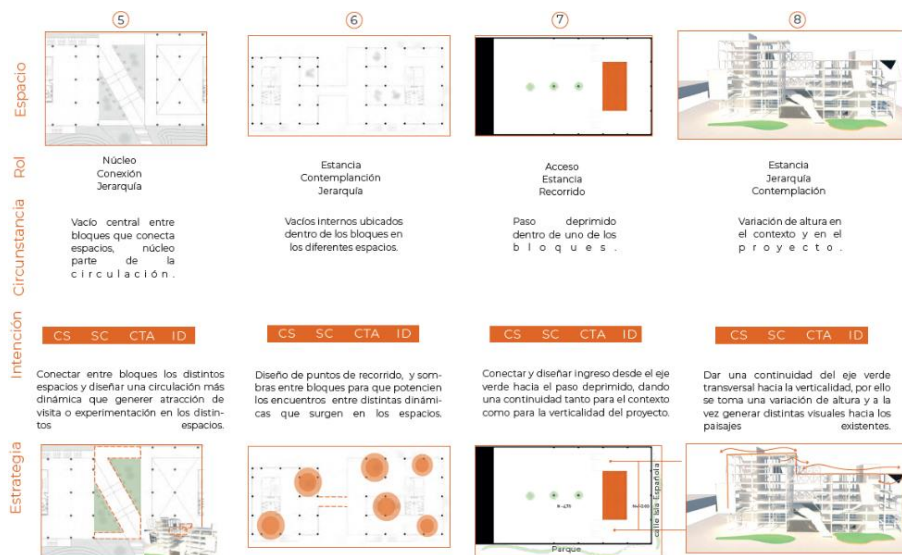 5
6
7
8
Espacio
Rol
Núcleo
Conexión
Jerarquía
Estancia
Contemplanción
Jerarquía
Acceso
Estancia
Recorrido
Estancia
Jerarquía
Contemplación
Circunstancia
Vacío central entre
bloques que conecta
espacios, núcleo
parte de la
circulación.
Vacíos internos ubicados
dentro de los bloques en
los diferentes espacios.
Paso deprimido
dentro de uno de los
bloques.
Variación de altura en
el contexto y en el
proyecto.
Intención
CS SC CTA ID
CS SC CTA ID
CS SC CTA ID
CS SC CTA ID
Conectar entre bloques los distintos
espacios y diseñar una circulación más
dinámica que generer atracción de
visita o experimentación en los distin-
tos espacios.
Diseño de puntos de recorrido, y som-
bras entre bloques para que potencien
los encuentros entre distintas dinámi-
cas que surgen en los espacios.
Conectar y diseñar ingreso desde el eje
verde hacia el paso deprimido, dando
una continuidad tanto para el contexto
como para la verticalidad del proyecto.
Dar una continuidad del eje verde
transversal hacia la verticalidad, por ello
se toma una variación de altura y a la
vez generar distintas visuales hacia los
paisajes existentes.
Estrategia
calle Isla Española
Parque